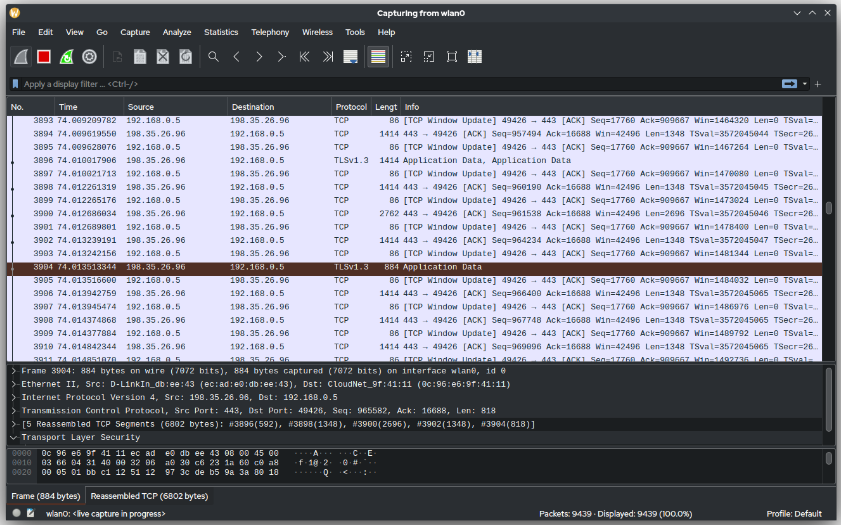 Capturing from wlan0
File Edit View Go Capture Analyze Statistics Telephony Wireless Tools Help
Apply a display filter ... <Ctrl-/>
No. Time Source Destination Protocol Lengt Info
3893 74.009209782 192.168.0.5 198.35.26.96 TCP 86 [TCP Window Update] 49426 → 443 [ACK] Seq=17760 Ack=909667 Win=1464320 Len=0 TSval=…
3894 74.009619550 198.35.26.96 192.168.0.5 TCP 1414 443 → 49426 [ACK] Seq=957494 Ack=16688 Win=42496 Len=1348 TSval=3572045044 TSecr=26…
3895 74.009628076 192.168.0.5 198.35.26.96 TCP 86 [TCP Window Update] 49426 → 443 [ACK] Seq=17760 Ack=909667 Win=1467264 Len=0 TSval=…
3896 74.010017906 198.35.26.96 192.168.0.5 TLSv1.3 1414 Application Data, Application Data
3897 74.010021713 192.168.0.5 198.35.26.96 TCP 86 [TCP Window Update] 49426 → 443 [ACK] Seq=17760 Ack=909667 Win=1470080 Len=0 TSval=…
3898 74.012261319 198.35.26.96 192.168.0.5 TCP 1414 443 → 49426 [ACK] Seq=960190 Ack=16688 Win=42496 Len=1348 TSval=3572045045 TSecr=26…
3899 74.012265176 192.168.0.5 198.35.26.96 TCP 86 [TCP Window Update] 49426 → 443 [ACK] Seq=17760 Ack=909667 Win=1473024 Len=0 TSval=…
3900 74.012686034 198.35.26.96 192.168.0.5 TCP 2762 443 → 49426 [ACK] Seq=961538 Ack=16688 Win=42496 Len=2696 TSval=3572045046 TSecr=26…
3901 74.012689801 192.168.0.5 198.35.26.96 TCP 86 [TCP Window Update] 49426 → 443 [ACK] Seq=17760 Ack=909667 Win=1478400 Len=0 TSval=…
3902 74.013239191 198.35.26.96 192.168.0.5 TCP 1414 443 → 49426 [ACK] Seq=964234 Ack=16688 Win=42496 Len=1348 TSval=3572045047 TSecr=26…
3903 74.013242156 192.168.0.5 198.35.26.96 TCP 86 [TCP Window Update] 49426 → 443 [ACK] Seq=17760 Ack=909667 Win=1481344 Len=0 TSval=…
3904 74.013513344 198.35.26.96 192.168.0.5 TLSv1.3 884 Application Data
3905 74.013516600 192.168.0.5 198.35.26.96 TCP 86 [TCP Window Update] 49426 → 443 [ACK] Seq=17760 Ack=909667 Win=1484032 Len=0 TSval=…
3906 74.013942759 198.35.26.96 192.168.0.5 TCP 1414 443 → 49426 [ACK] Seq=966400 Ack=16688 Win=42496 Len=1348 TSval=3572045065 TSecr=26…
3907 74.013945474 192.168.0.5 198.35.26.96 TCP 86 [TCP Window Update] 49426 → 443 [ACK] Seq=17760 Ack=909667 Win=1486976 Len=0 TSval=…
3908 74.014374868 198.35.26.96 192.168.0.5 TCP 1414 443 → 49426 [ACK] Seq=967748 Ack=16688 Win=42496 Len=1348 TSval=3572045065 TSecr=26…
3909 74.014377884 192.168.0.5 198.35.26.96 TCP 86 [TCP Window Update] 49426 → 443 [ACK] Seq=17760 Ack=909667 Win=1489792 Len=0 TSval=…
3910 74.014842344 198.35.26.96 192.168.0.5 TCP 1414 443 → 49426 [ACK] Seq=969096 Ack=16688 Win=42496 Len=1348 TSval=3572045065 TSecr=26…
3911 74.014851070 192.168.0.5 198.35.26.96 TCP 86 [TCP Window Update] 49426 → 443 [ACK] Seq=17760 Ack=909667 Win=1492736 Len=0 TSval=…
Frame 3904: 884 bytes on wire (7072 bits), 884 bytes captured (7072 bits) on interface wlan0, id 0
Ethernet II, Src: D-LinkIn_db:ee:43 (ec:ad:e0:db:ee:43), Dst: CloudNet_9f:41:11 (0c:96:e6:9f:41:11)
Internet Protocol Version 4, Src: 198.35.26.96, Dst: 192.168.0.5
Transmission Control Protocol, Src Port: 443, Dst Port: 49426, Seq: 965582, Ack: 16688, Len: 818
[5 Reassembled TCP Segments (6802 bytes): #3896(592), #3898(1348), #3900(2696), #3902(1348), #3904(818)]
Transport Layer Security
0000 0c 96 e6 9f 41 11 ec ad e0 db ee 43 08 00 45 00 ····A··· ···C··E·
0010 03 66 04 31 40 00 32 06 a0 30 c6 23 1a 60 c0 a8 ·f·1@·2· ·0·#·`··
0020 00 05 01 bb c1 12 51 12 97 3c de b5 9a 3a 80 18 ······Q· ·<···:··
Frame (884 bytes) Reassembled TCP (6802 bytes)
wlan0: <live capture in progress> Packets: 9439 · Displayed: 9439 (100.0%) Profile: Default